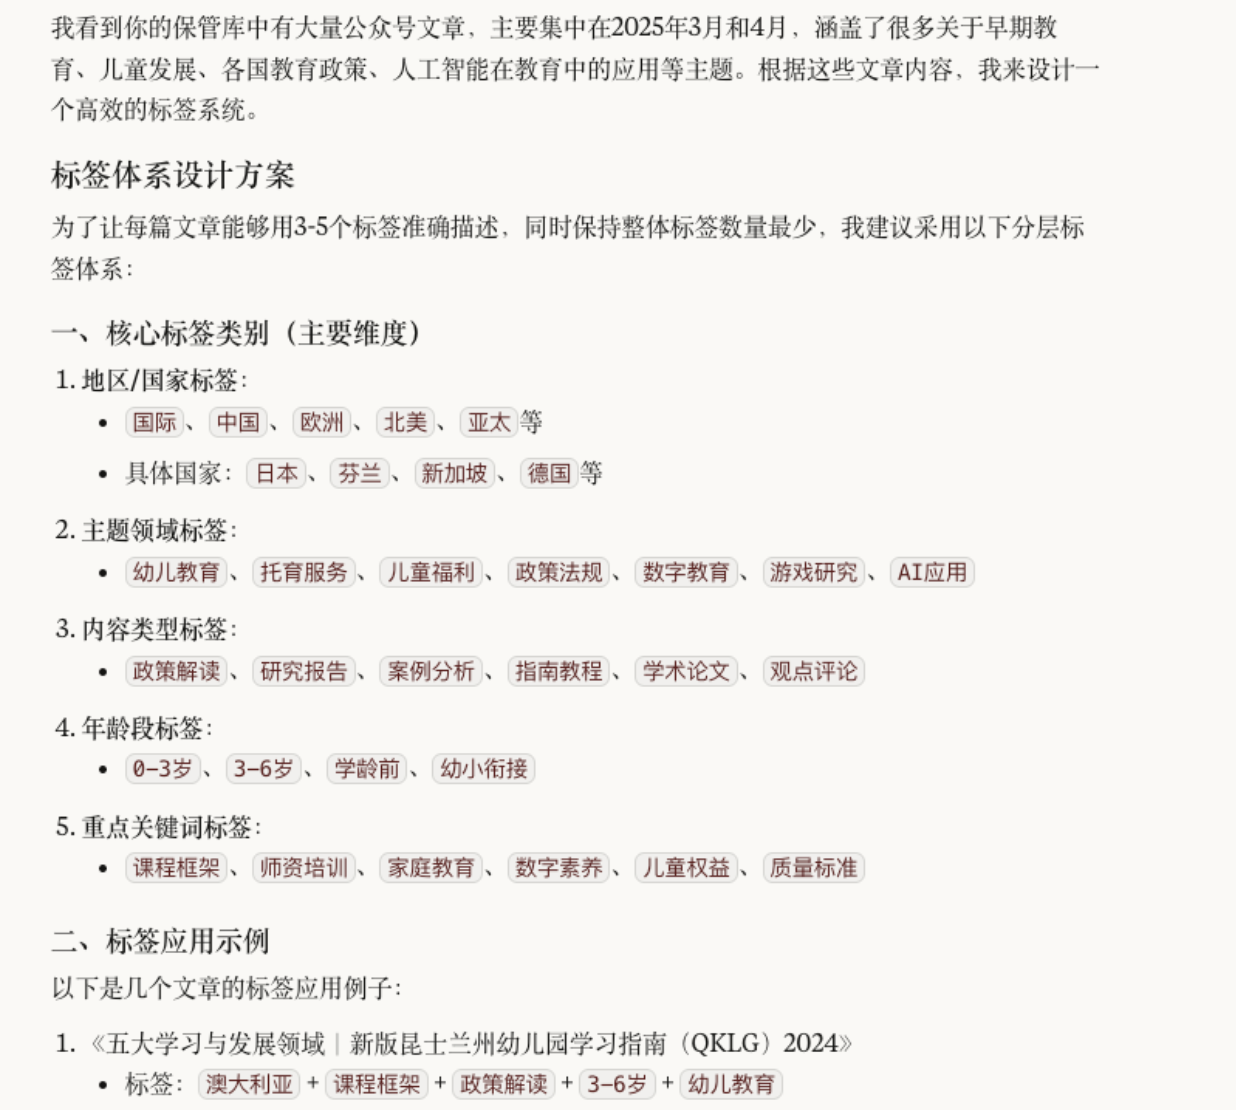 我看到你的保管库中有大量公众号文章，主要集中在2025年3月和4月，涵盖了很多关于早期教
育、儿童发展、各国教育政策、人工智能在教育中的应用等主题。根据这些文章内容，我来设计一
个高效的标签系统。
标签体系设计方案
为了让每篇文章能够用3-5个标签准确描述，同时保持整体标签数量最少，我建议采用以下分层标
签体系：
一、核心标签类别（主要维度）
1. 地区/国家标签：
• 国际、中国、欧洲、北美、亚太等
• 具体国家：日本、芬兰、新加坡、德国等
2. 主题领域标签：
• 幼儿教育、托育服务、儿童福利、政策法规、数字教育、游戏研究、AI应用
3. 内容类型标签：
• 政策解读、研究报告、案例分析、指南教程、学术论文、观点评论
4. 年龄段标签：
• 0-3岁、3-6岁、学龄前、幼小衔接
5. 重点关键词标签：
• 课程框架、师资培训、家庭教育、数字素养、儿童权益、质量标准
二、标签应用示例
以下是几个文章的标签应用例子：
1. 《五大学习与发展领域｜新版昆士兰州幼儿园学习指南（QKLG）2024》
• 标签：澳大利亚 + 课程框架 + 政策解读 + 3-6岁 + 幼儿教育